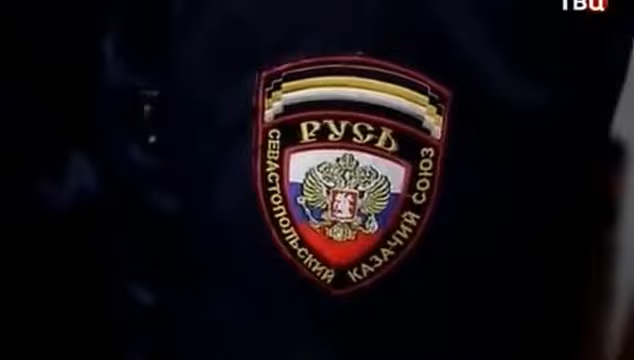 ТВЦ
РУСЬ
СЕВАСТОПОЛЬСКИЙ КАЗАЧИЙ СОЮЗ